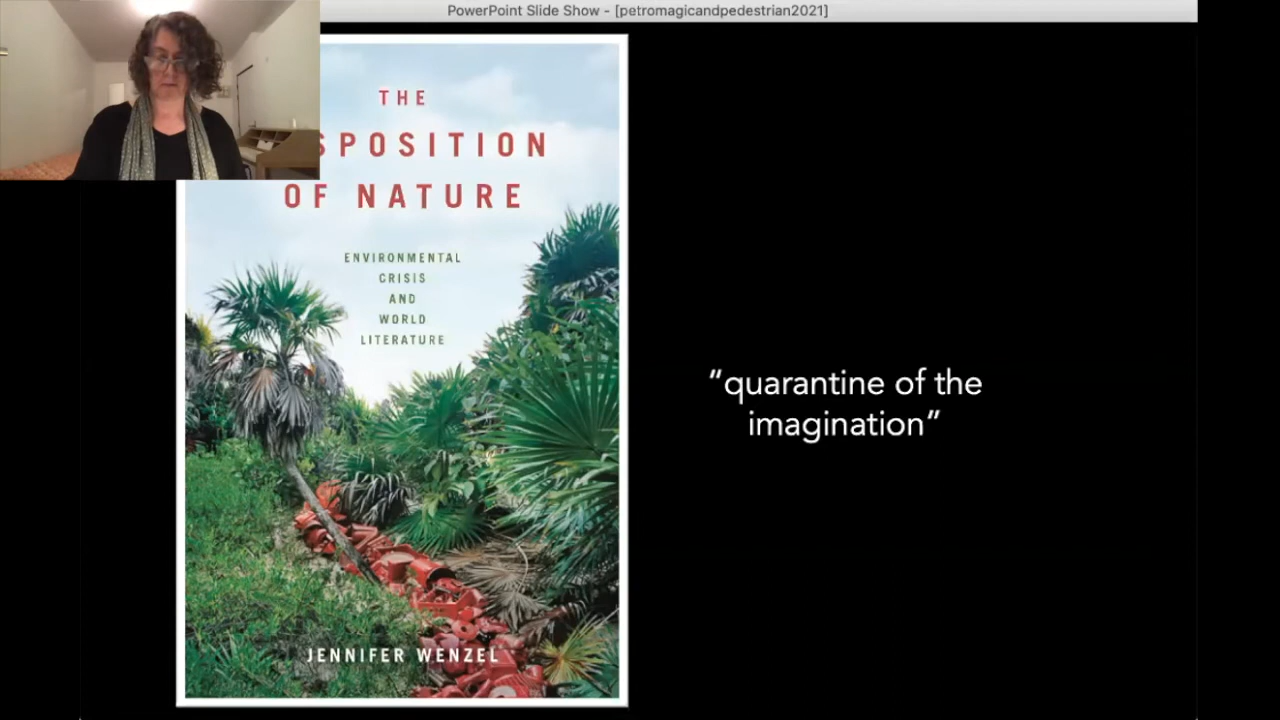 PowerPoint Slide Show - [petromagicandpedestrian2021]
THE
SPOSITION
OF NATURE
ENVIRONMENTAL
CRISIS
AND
WORLD
LITERATURE
"quarantine of the
imagination"
JENNIFER WENZEL